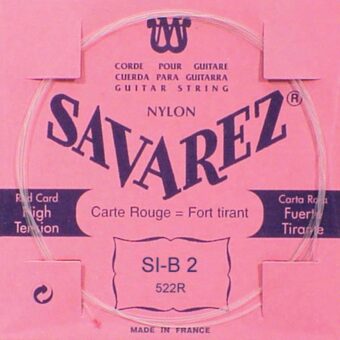 CORDE POUR GUITARE
CUERDA PARA GUITARRA
GUITAR STRING
NYLON
SAVAREZ®
Red Card
High
Tension
Carte Rouge = Fort tirant
Carta Roja
Fuerte
Tirante
SI-B 2
522R
MADE IN FRANCE